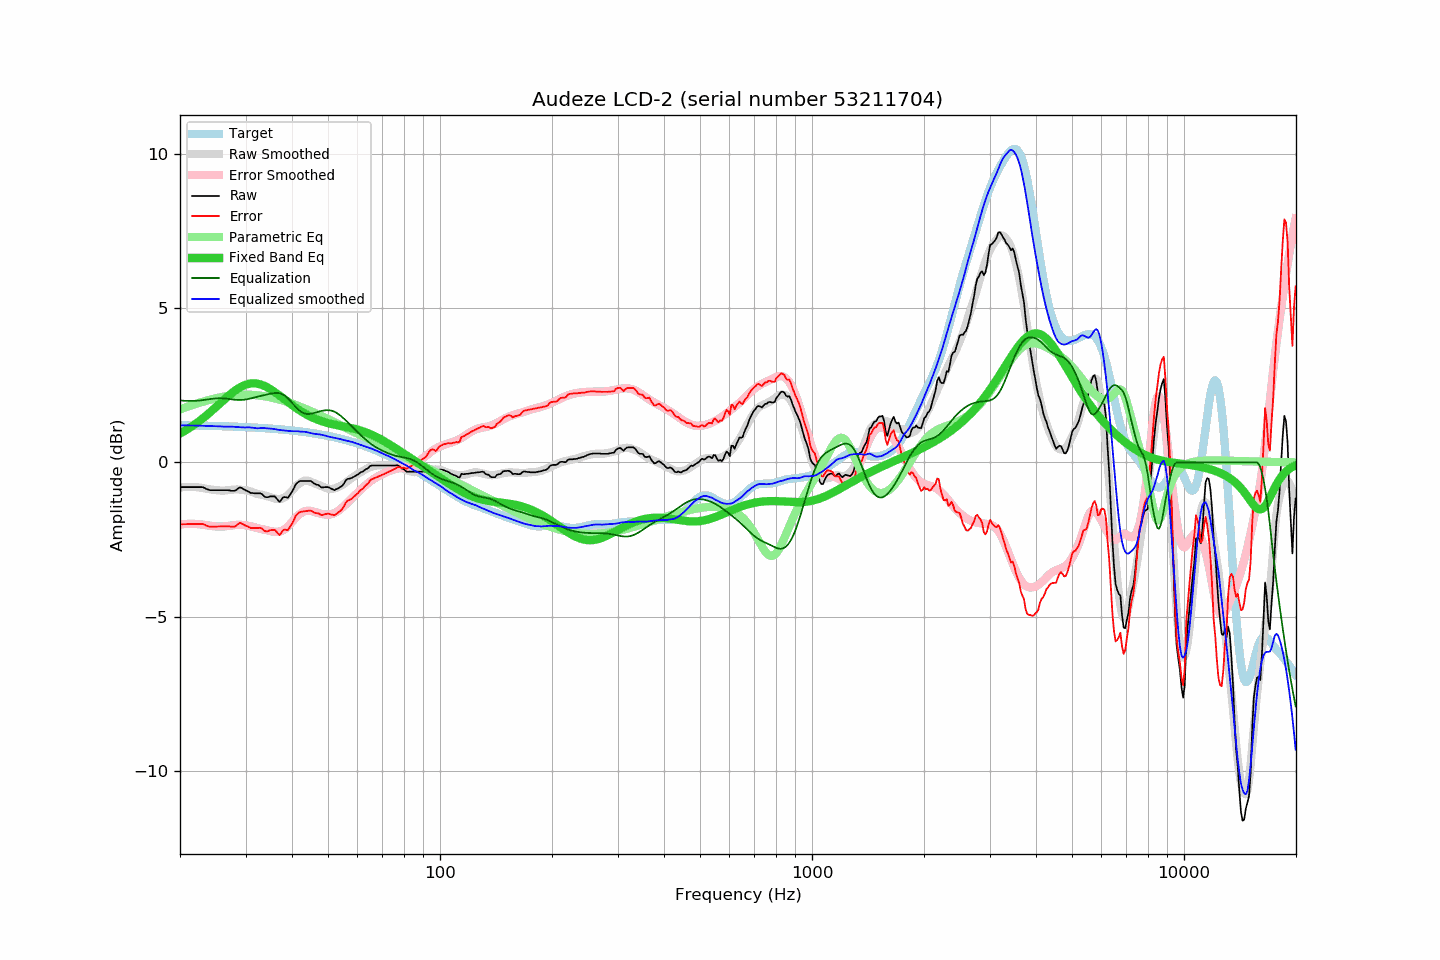 Audeze LCD-2 (serial number 53211704)
Target
Raw Smoothed
Error Smoothed
Raw
Error
Parametric Eq
Fixed Band Eq
Equalization
Equalized smoothed
10
5
0
−5
−10
Amplitude (dBr)
100
1000
10000
Frequency (Hz)